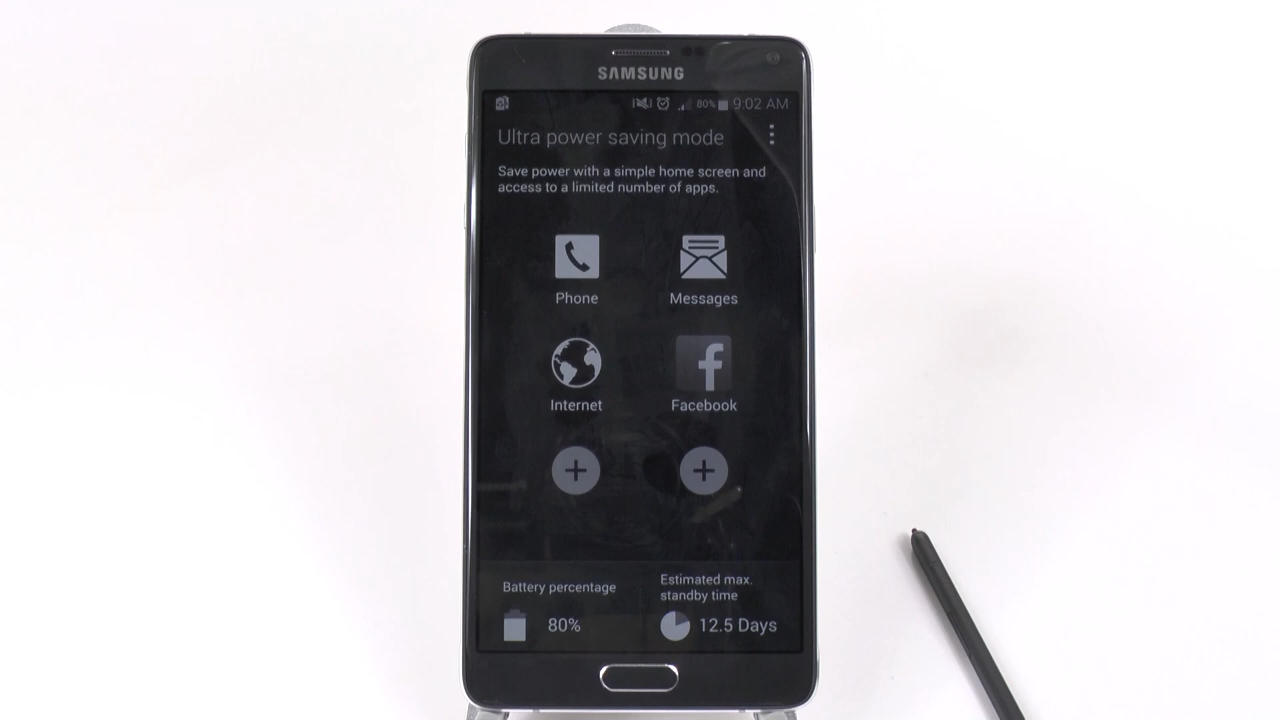 SAMSUNG
80% 9:02 AM
Ultra power saving mode
Save power with a simple home screen and
access to a limited number of apps.
Phone Messages
Internet Facebook
Battery percentage
Estimated max.
standby time
80% 12.5 Days